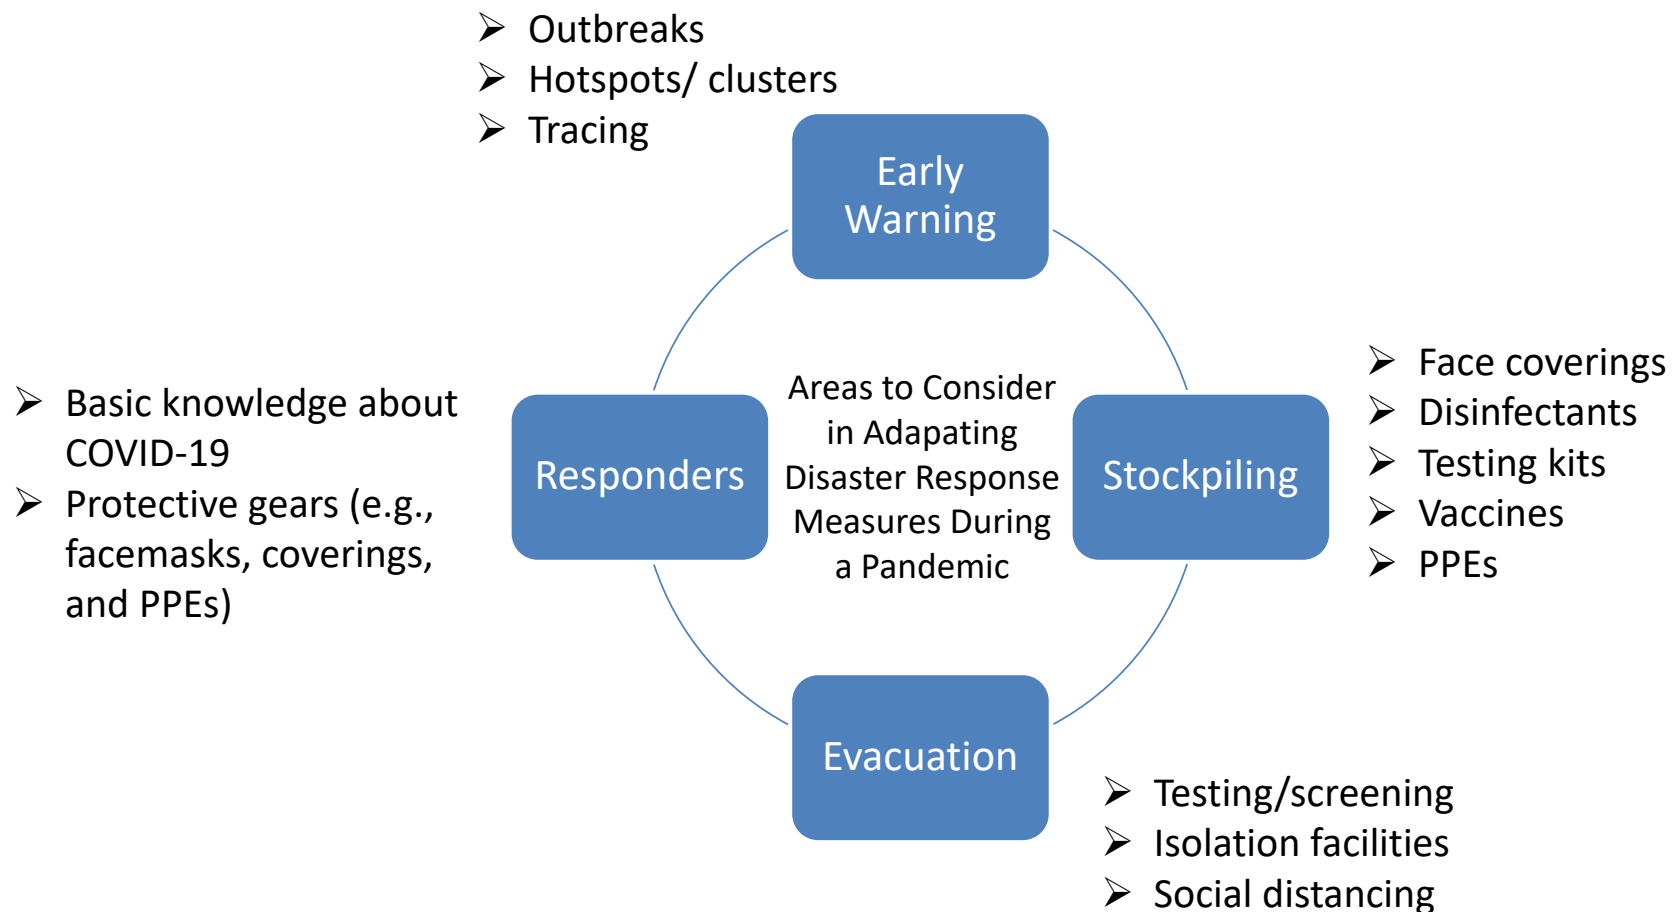 ➢ Outbreaks
➢ Hotspots/ clusters
➢ Tracing
Early
Warning
➢ Basic knowledge about
COVID-19
➢ Protective gears (e.g.,
facemasks, coverings,
and PPEs)
Responders
Areas to Consider
in Adapating
Disaster Response
Measures During
a Pandemic
Stockpiling
➢ Face coverings
➢ Disinfectants
➢ Testing kits
➢ Vaccines
➢ PPEs
Evacuation
➢ Testing/screening
➢ Isolation facilities
➢ Social distancing